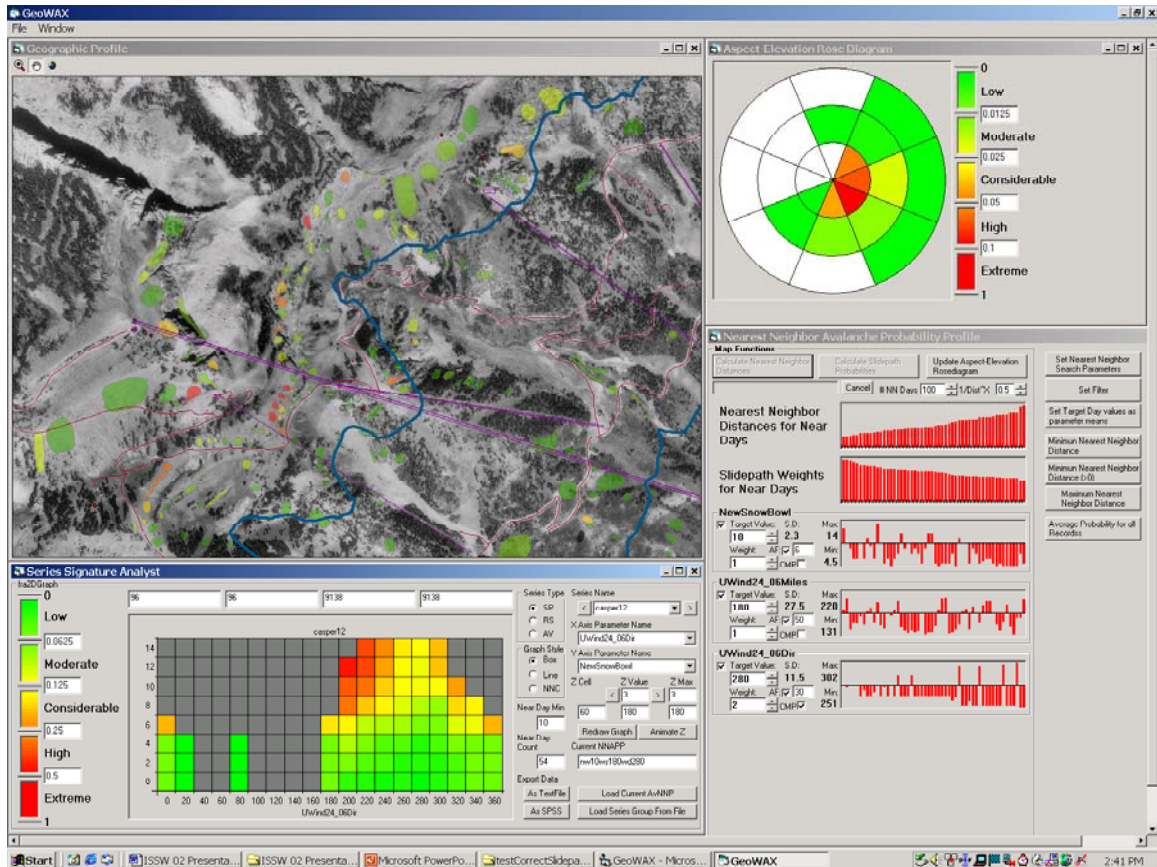 GeoWAX
File Window
Geographic Profile
Aspect Elevation Rose Diagram
0
Low
0.0125
Moderate
0.025
Considerable
0.05
High
0.1
Extreme
1
Nearest Neighbor Avalanche Probability Profile
Map Functions
Calculate Nearest Neighbor Distances
Calculate Slidepath Probabilities
Update Aspect-Elevation Rosediagram
Cancel # NN Days 100 1/Dist^X 0.5
Nearest Neighbor
Distances for Near
Days
Slidepath Weights
for Near Days
NewSnowBowl
Target Value: S.D: Max:
10 2.3 14
Weight: AF: 6 Min:
1 CMP 4.5
UWind24_06Miles
Target Value: S.D: Max:
180 27.5 220
Weight: AF: 50 Min:
1 CMP 131
UWind24_06Dir
Target Value: S.D: Max:
280 11.5 302
Weight: AF: 30 Min:
2 CMP 251
Set Nearest Neighbor
Search Parameters
Set Filter
Set Target Day values as
parameter means
Minimun Nearest Neighbor
Distance
Minimun Nearest Neighbor
Distance (>0)
Maximum Nearest
Neighbor Distance
Average Probability for all
Recordss
Series Signature Analyst
hs2DGraph
0
Low
0.0625
Moderate
0.125
Considerable
0.25
High
0.5
Extreme
1
96 96 9138 9138
casper12
14
12
10
8
6
4
2
0
0 20 40 60 80 100 120 140 160 180 200 220 240 260 280 300 320 340 360
UWind24_06Dir
Series Type
SP
RS
AV
Graph Style
Box
Line
NNC
Near Day Min
10
Near Day
Count
54
Export Data
As TextFile
As SPSS
Series Name
< casper12 >
X Axis Parameter Name
UWind24_06Dir
Y Axis Parameter Name
NewSnowBowl
Z Cell Z Value Z Max
< 3 > 3
60 180 180
Redraw Graph Animate Z
Current NNAPP
nw10ws180wd280
Load Current AvNNP
Load Series Group From File
Start ISSW 02 Presenta... ISSW 02 Presenta... Microsoft PowerPo... testCorrectSlidepa... GeoWAX - Micros... GeoWAX 2:41 PM